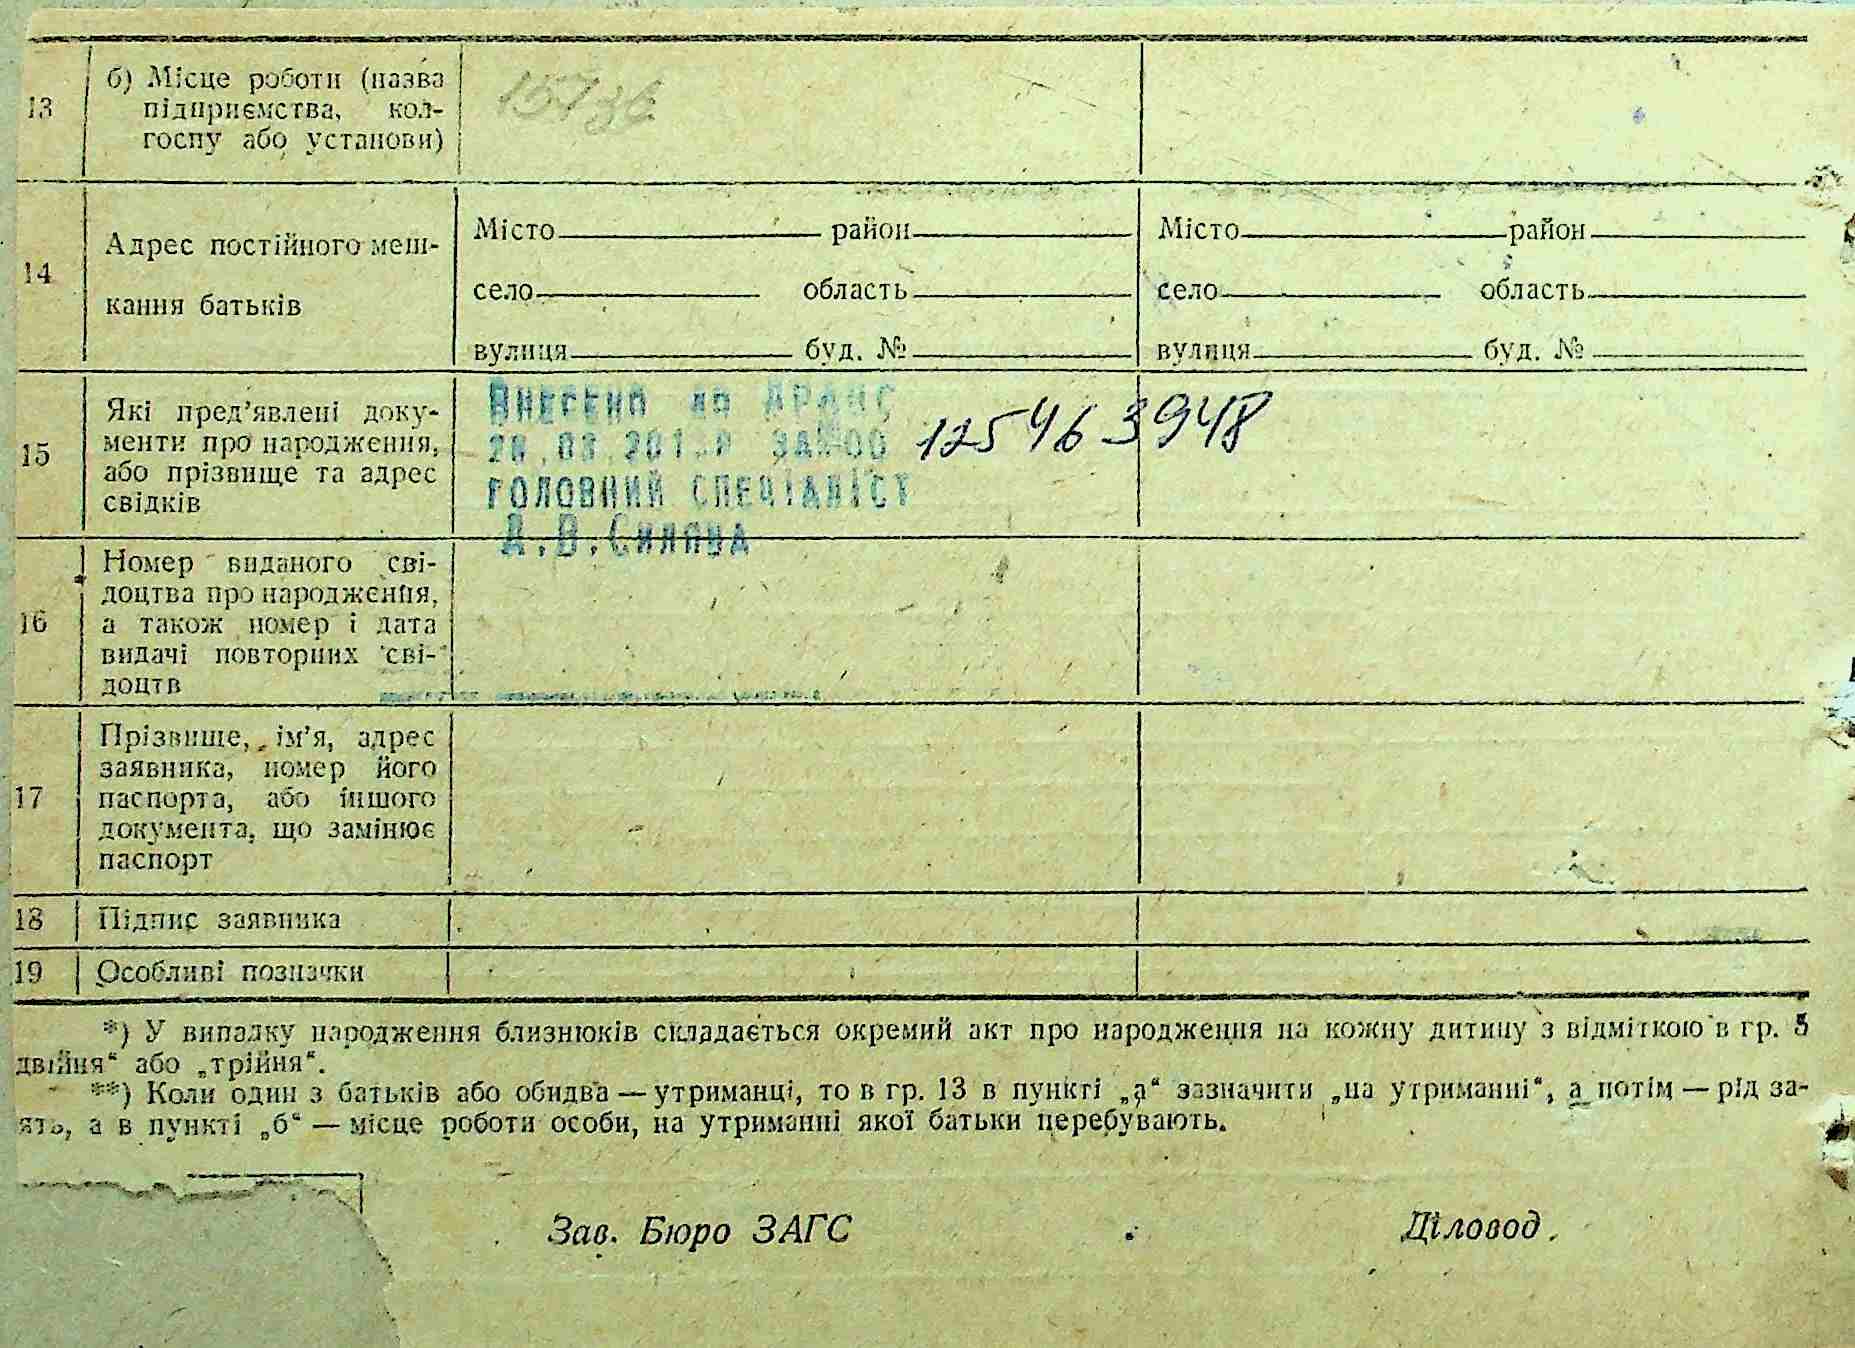 13
б) Місце роботи (назва
підприємства, кол-
госпу або установи)
14
Адрес постійного меш-
кання батьків
Місто район
село область
вулиця буд. №
Місто район
село область
вулиця буд. №
15
Які пред’явлені доку-
менти про народження,
або прізвище та адрес
свідків
Внесено до ДРАЦС
за №00 1254763948
головний спеціаліст
16
Номер виданого сві-
доцтва про народження,
а також номер і дата
видачі повторних сві-
доцтв
17
Прізвище, ім’я, адрес
заявника, номер його
паспорта, або іншого
документа, що замінює
паспорт
18 Підпис заявника
19 Особливі позначки
*) У випадку народження близнюків складається окремий акт про народження на кожну дитину з відміткою в гр. 5
двійня“ або „трійня“.
**) Коли один з батьків або обидва — утриманці, то в гр. 13 в пункті „а“ зазначити „на утриманні“, а потім — рід за-
ять, а в пункті „б“ — місце роботи особи, на утриманні якої батьки перебувають.
Зав. Бюро ЗАГС Діловод.